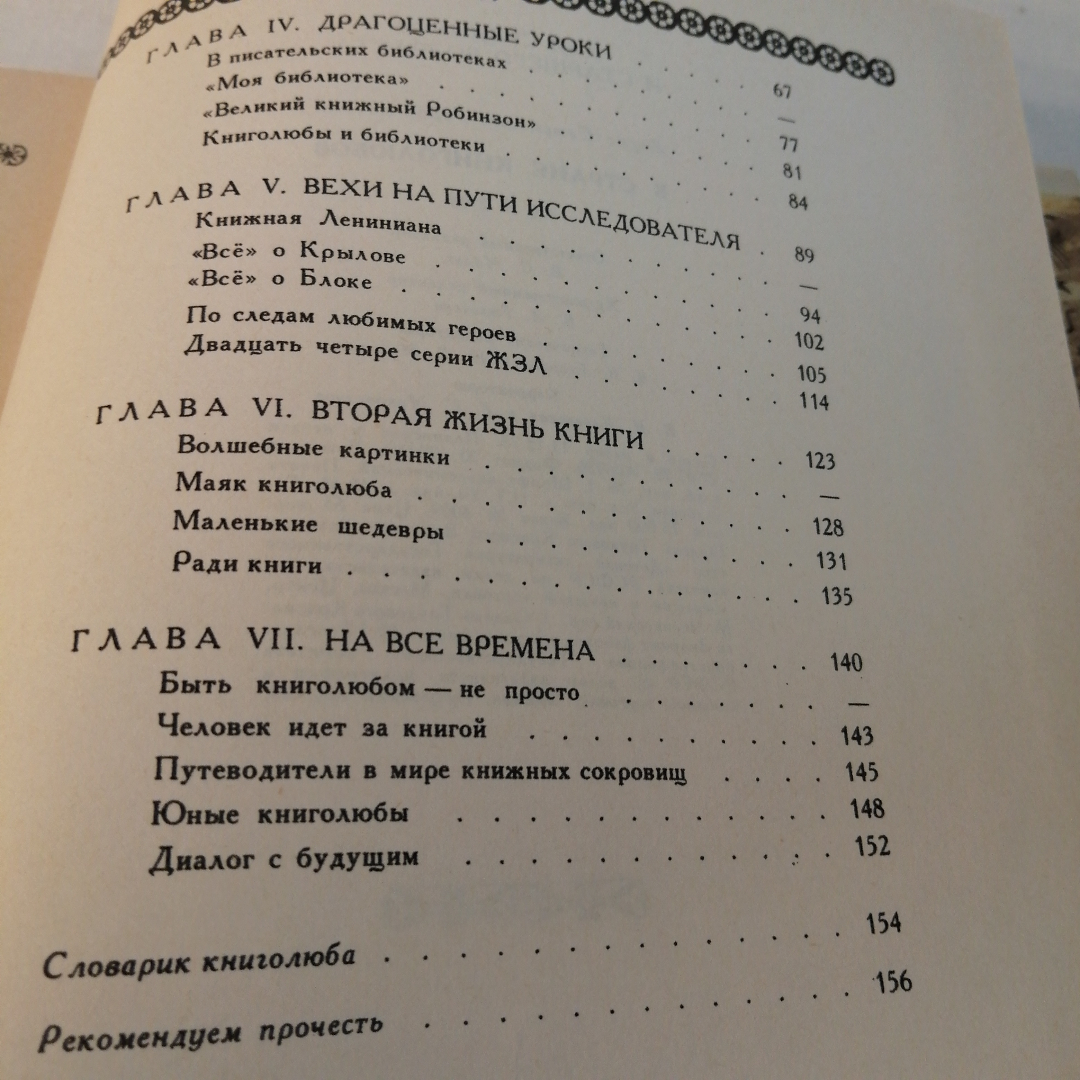 ГЛАВА IV. ДРАГОЦЕННЫЕ УРОКИ . . . . 67
В писательских библиотеках . . . . . . . . —
«Моя библиотека» . . . . . . . . . . 77
«Великий книжный Робинзон» . . . . . . . 81
Книголюбы и библиотеки . . . . . . . . 84
ГЛАВА V. ВЕХИ НА ПУТИ ИССЛЕДОВАТЕЛЯ . 89
Книжная Лениниана . . . . . . . . . —
«Всё» о Крылове . . . . . . . . . . 94
«Всё» о Блоке . . . . . . . . . . . 102
По следам любимых героев . . . . . . . 105
Двадцать четыре серии ЖЗЛ . . . . . . 114
ГЛАВА VI. ВТОРАЯ ЖИЗНЬ КНИГИ . . . . 123
Волшебные картинки . . . . . . . . . —
Маяк книголюба . . . . . . . . . . . 128
Маленькие шедевры . . . . . . . . . 131
Ради книги . . . . . . . . . . . . . 135
ГЛАВА VII. НА ВСЕ ВРЕМЕНА . . . . . . 140
Быть книголюбом — не просто . . . . . . —
Человек идет за книгой . . . . . . . . . 143
Путеводители в мире книжных сокровищ . . . . 145
Юные книголюбы . . . . . . . . . . . 148
Диалог с будущим . . . . . . . . . . . 152
Словарик книголюба . . . . . . . . . . . . . 154
Рекомендуем прочесть . . . . . . . . . . . . 156